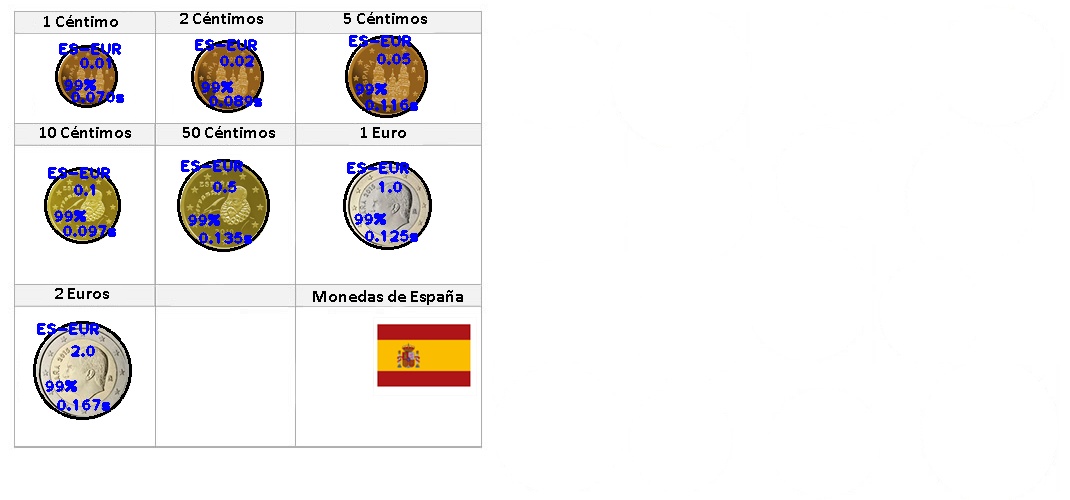 1 Céntimo
2 Céntimos
5 Céntimos
ES-EUR
0.01
99%
0.070s
ES-EUR
0.02
99%
0.089s
ES-EUR
0.05
99%
0.116s
10 Céntimos
50 Céntimos
1 Euro
ES-EUR
0.1
99%
0.097s
ES-EUR
0.5
99%
0.135s
ES-EUR
1.0
99%
0.125s
2 Euros
Monedas de España
ES-EUR
2.0
99%
0.167s